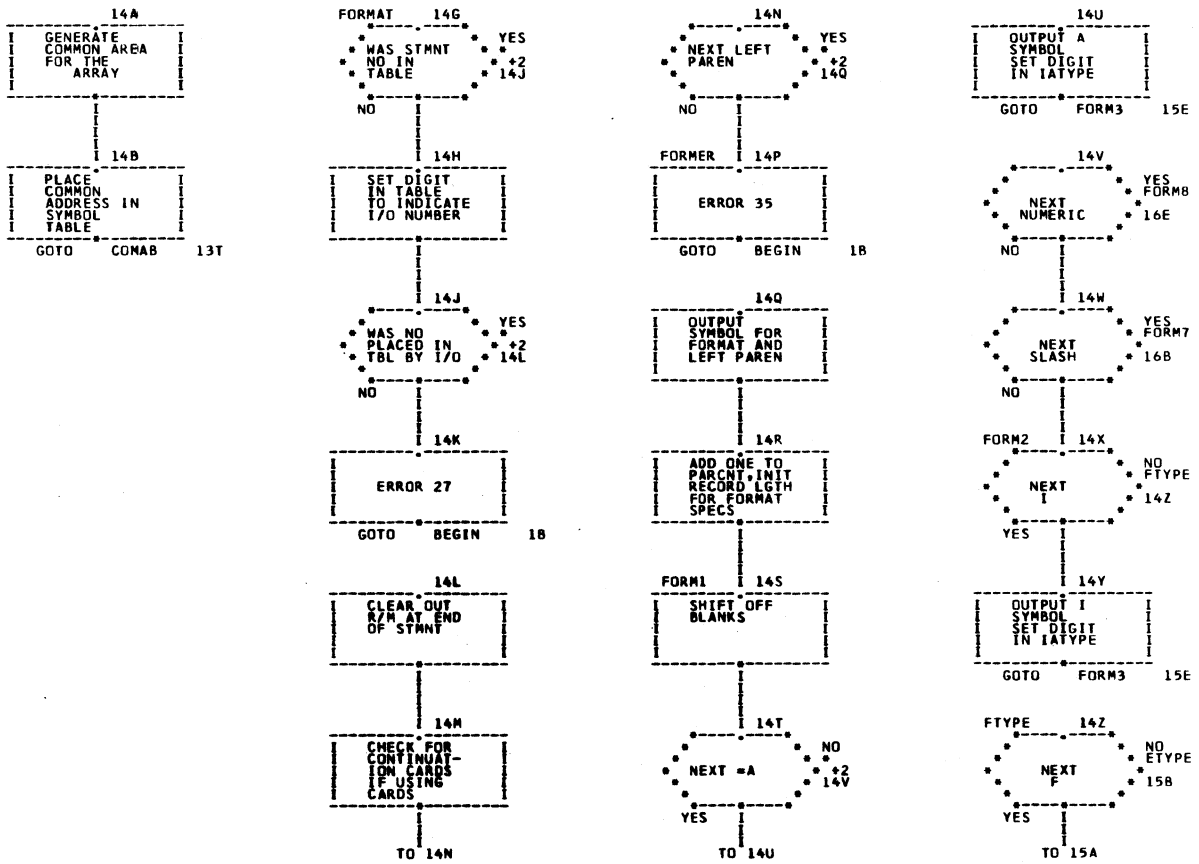 14A
GENERATE
COMMON AREA
FOR THE
ARRAY
14B
PLACE
COMMON
ADDRESS IN
SYMBOL
TABLE
GOTO COMAB 13T
FORMAT 14G
YES
WAS STMNT
NO IN
TABLE
+2
14J
NO
14H
SET DIGIT
IN TABLE
TO INDICATE
I/O NUMBER
14J
YES
WAS NO
PLACED IN
TBL BY I/O
+2
14L
NO
14K
ERROR 27
GOTO BEGIN 1B
14L
CLEAR OUT
R/M AT END
OF STMNT
14M
CHECK FOR
CONTINUAT-
ION CARDS
IF USING
CARDS
TO 14N
14N
YES
NEXT LEFT
PAREN
+2
14Q
NO
FORMER 14P
ERROR 35
GOTO BEGIN 1B
14Q
OUTPUT
SYMBOL FOR
FORMAT AND
LEFT PAREN
14R
ADD ONE TO
PARCNT,INIT
RECORD LGTH
FOR FORMAT
SPECS
FORM1 14S
SHIFT OFF
BLANKS
14T
NO
NEXT =A
+2
14V
YES
TO 14U
14U
OUTPUT A
SYMBOL
SET DIGIT
IN IATYPE
GOTO FORM3 15E
14V
YES
FORM8
NEXT
NUMERIC
16E
NO
14W
YES
FORM7
NEXT
SLASH
16B
NO
FORM2 14X
NO
FTYPE
NEXT
I
14Z
YES
14Y
OUTPUT I
SYMBOL
SET DIGIT
IN IATYPE
GOTO FORM3 15E
FTYPE 14Z
NO
ETYPE
NEXT
F
15B
YES
TO 15A